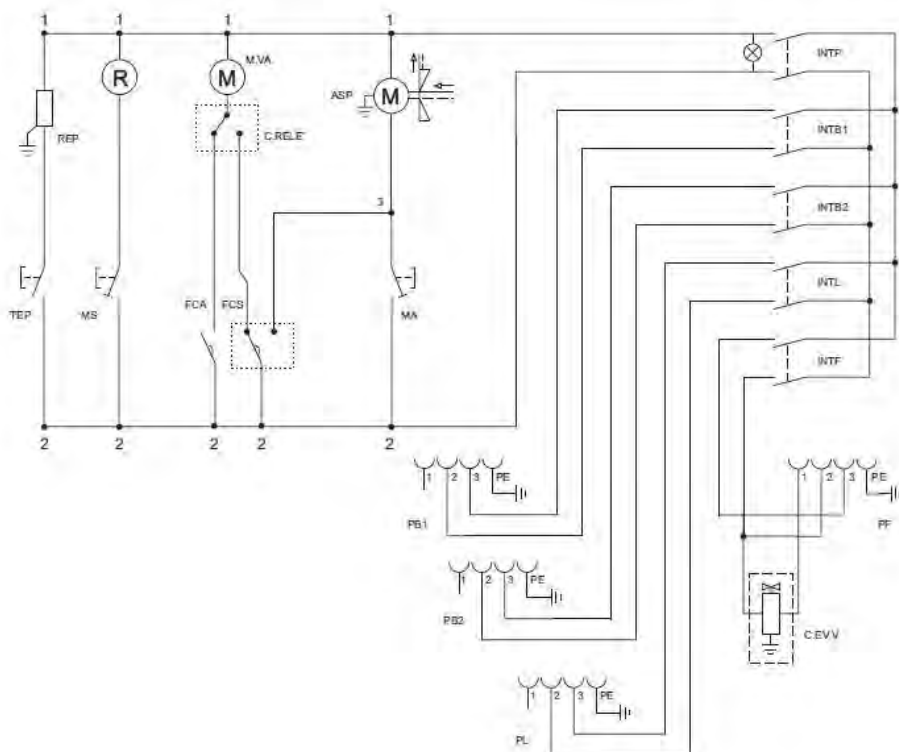 1 1 1 1
INTP
M.VA
R M ASP M
REP
C.RELE'
INTB1
INTB2
3
INTL
TEP MS FCA FCS MA
INTF
2 2 2 2 2
1 2 3 PE
PB1
1 2 3 PE
PF
1 2 3 PE
PB2
C.EV.V
1 2 3 PE
PL